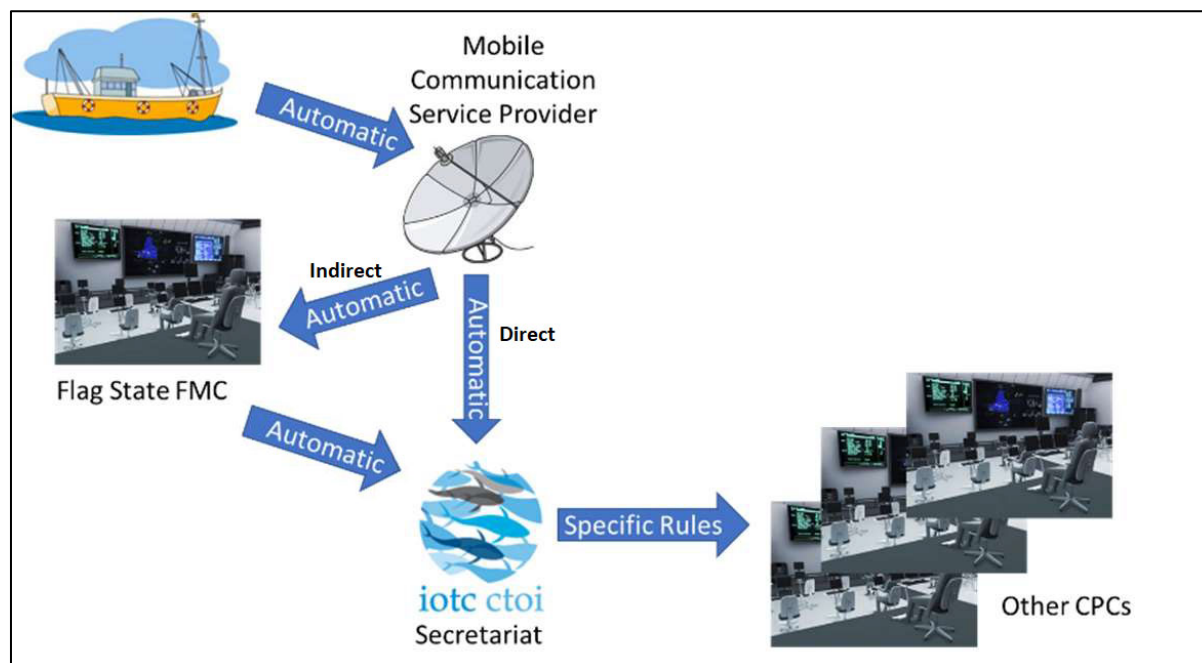 Mobile
Communication
Service Provider
Automatic
Indirect
Automatic
Automatic
Direct
Flag State FMC
Automatic
iotc ctoi
Secretariat
Specific Rules
Other CPCs